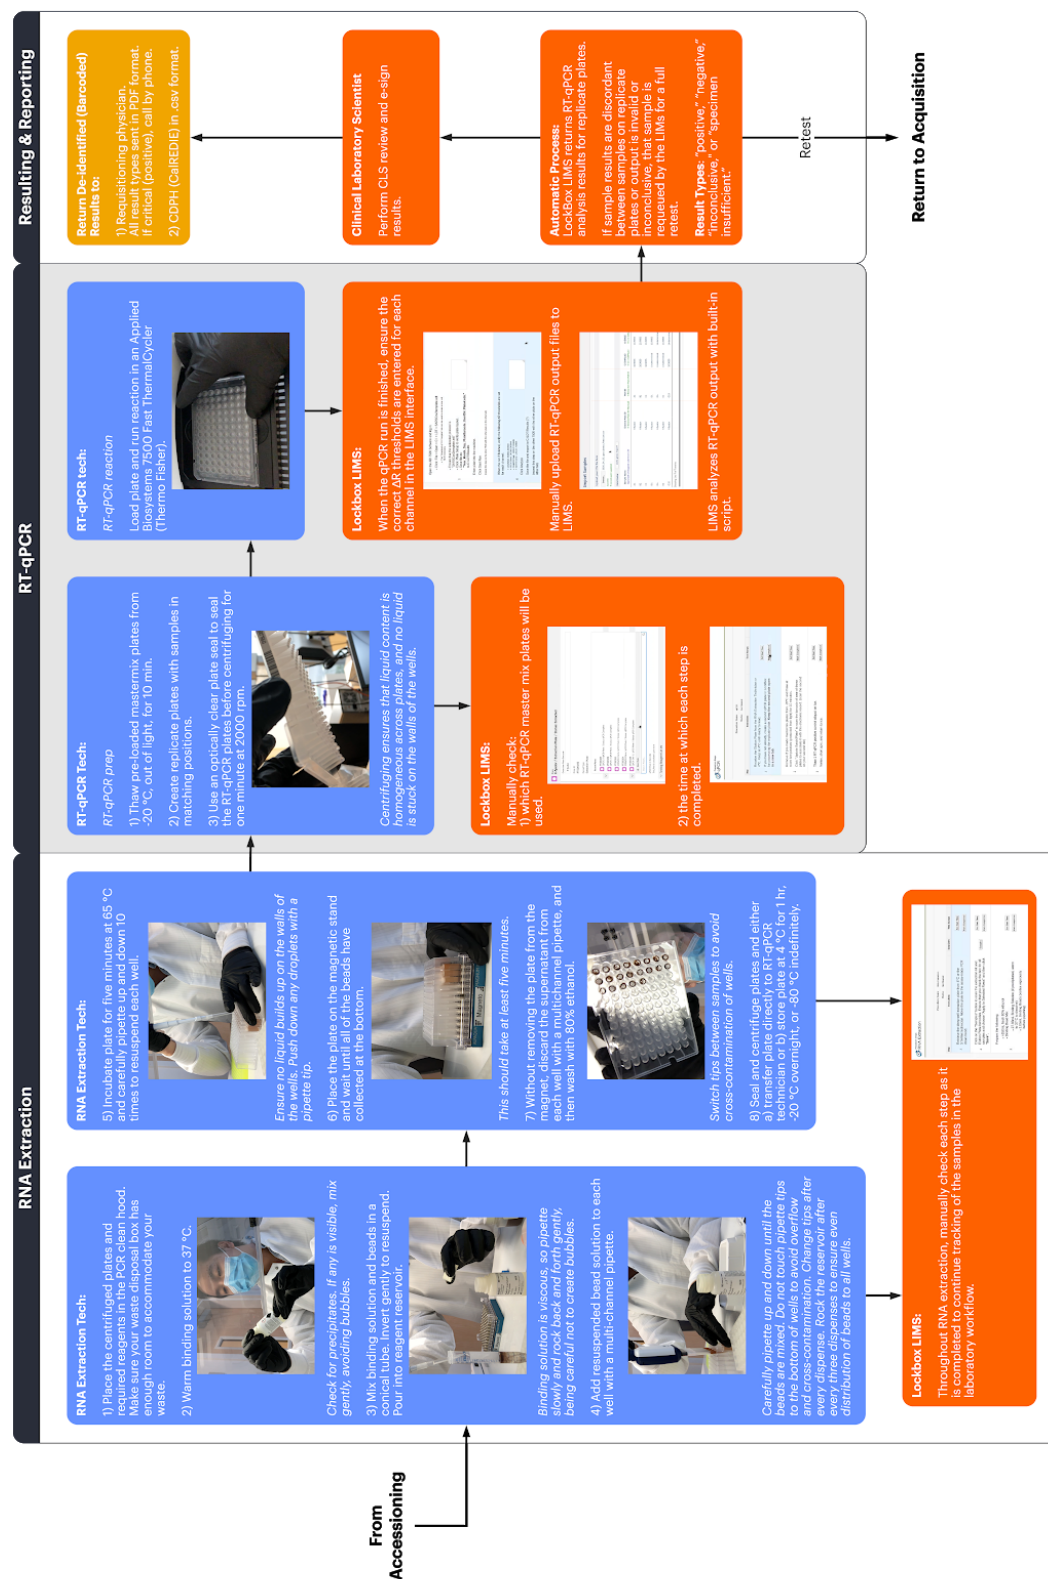 From
Accessioning
RNA Extraction
RNA Extraction Tech:
1) Place the centrifuged plates and
required reagents in the PCR clean hood.
Make sure your waste disposal box has
enough room to accommodate your
waste.
2) Warm binding solution to 37 °C.
Check for precipitates. If any is visible, mix
gently, avoiding bubbles.
3) Mix binding solution and beads in a
conical tube. Invert gently to resuspend.
Pour into reagent reservoir.
Binding solution is viscous, so pipette
slowly and rock back and forth gently,
being careful not to create bubbles.
4) Add resuspended bead solution to each
well with a multi-channel pipette.
Carefully pipette up and down until the
beads are mixed. Do not touch pipette tips
to the bottom of wells to avoid overflow
and cross-contamination. Change tips after
every dispense. Rock the reservoir after
every three dispenses to ensure even
distribution of beads to all wells.
RNA Extraction Tech:
5) Incubate plate for five minutes at 65 °C
and carefully pipette up and down 10
times to resuspend each well.
Ensure no liquid builds up on the walls of
the wells. Push down any droplets with a
pipette tip.
6) Place the plate on the magnetic stand
and wait until all of the beads have
collected at the bottom.
This should take at least five minutes.
7) Without removing the plate from the
magnet, discard the supernatant from
each well with a multichannel pipette, and
then wash with 80% ethanol.
Switch tips between samples to avoid
cross-contamination of wells.
8) Seal and centrifuge plates and either
a) transfer plate directly to RT-qPCR
technician or b) store plate at 4 °C for 1 hr,
-20 °C overnight, or -80 °C indefinitely.
Lockbox LIMS:
Throughout RNA extraction, manually check each step as it
is completed to continue tracking of the samples in the
laboratory workflow.
RT-qPCR
RT-qPCR Tech:
RT-qPCR prep
1) Thaw pre-loaded mastermix plates from
-20 °C, out of light, for 10 min.
2) Create replicate plates with samples in
matching positions.
3) Use an optically clear plate seal to seal
the RT-qPCR plates before centrifuging for
one minute at 2000 rpm.
Centrifuging ensures that liquid content is
homogeneous across plates, and no liquid
is stuck on the walls of the wells.
Lockbox LIMS:
Manually check:
1) which RT-qPCR master mix plates will be
used.
2) the time at which each step is
completed.
RT-qPCR tech:
RT-qPCR reaction
Load plate and run reaction in an Applied
Biosystems 7500 Fast ThermalCycler
(Thermo Fisher).
Lockbox LIMS:
When the qPCR run is finished, ensure the
correct ΔR thresholds are entered for each
channel in the LIMS interface.
Manually upload RT-qPCR output files to
LIMS.
LIMS analyzes RT-qPCR output with built-in
script.
Resulting & Reporting
Automatic Process:
LockBox LIMS returns RT-qPCR
analysis results for replicate plates.
If sample results are discordant
between samples on replicate
plates or output is invalid or
inconclusive, that sample is
requeued by the LIMs for a full
retest.
Result Types: "positive," "negative,"
"inconclusive," or "specimen
insufficient."
Clinical Laboratory Scientist
Perform CLS review and e-sign
results.
Return De-identified (Barcoded)
Results to:
1) Requisitioning physician.
All result types sent in PDF format.
If critical (positive), call by phone.
2) CDPH (CalREDIE) in .csv format.
Retest
Return to Acquisition